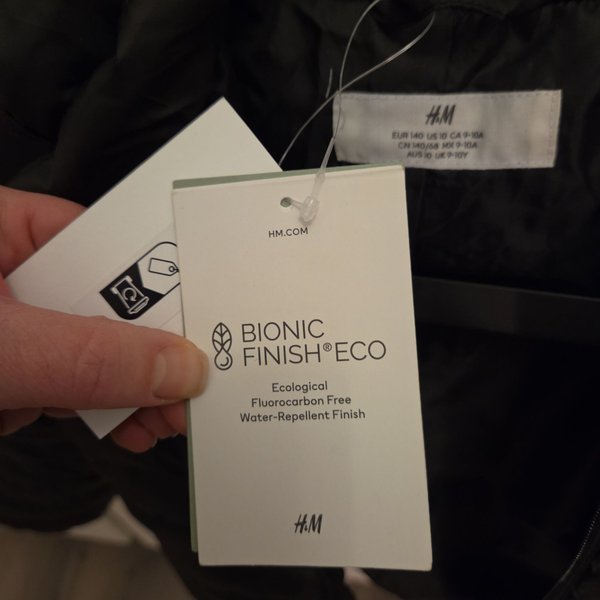 H&M
EUR 140 US 10 CA 9-10A
CN 140/68 MX 9-10A
AUS 10 UK 9-10Y
HM.COM
BIONIC
FINISH® ECO
Ecological
Fluorocarbon Free
Water-Repellent Finish
H&M